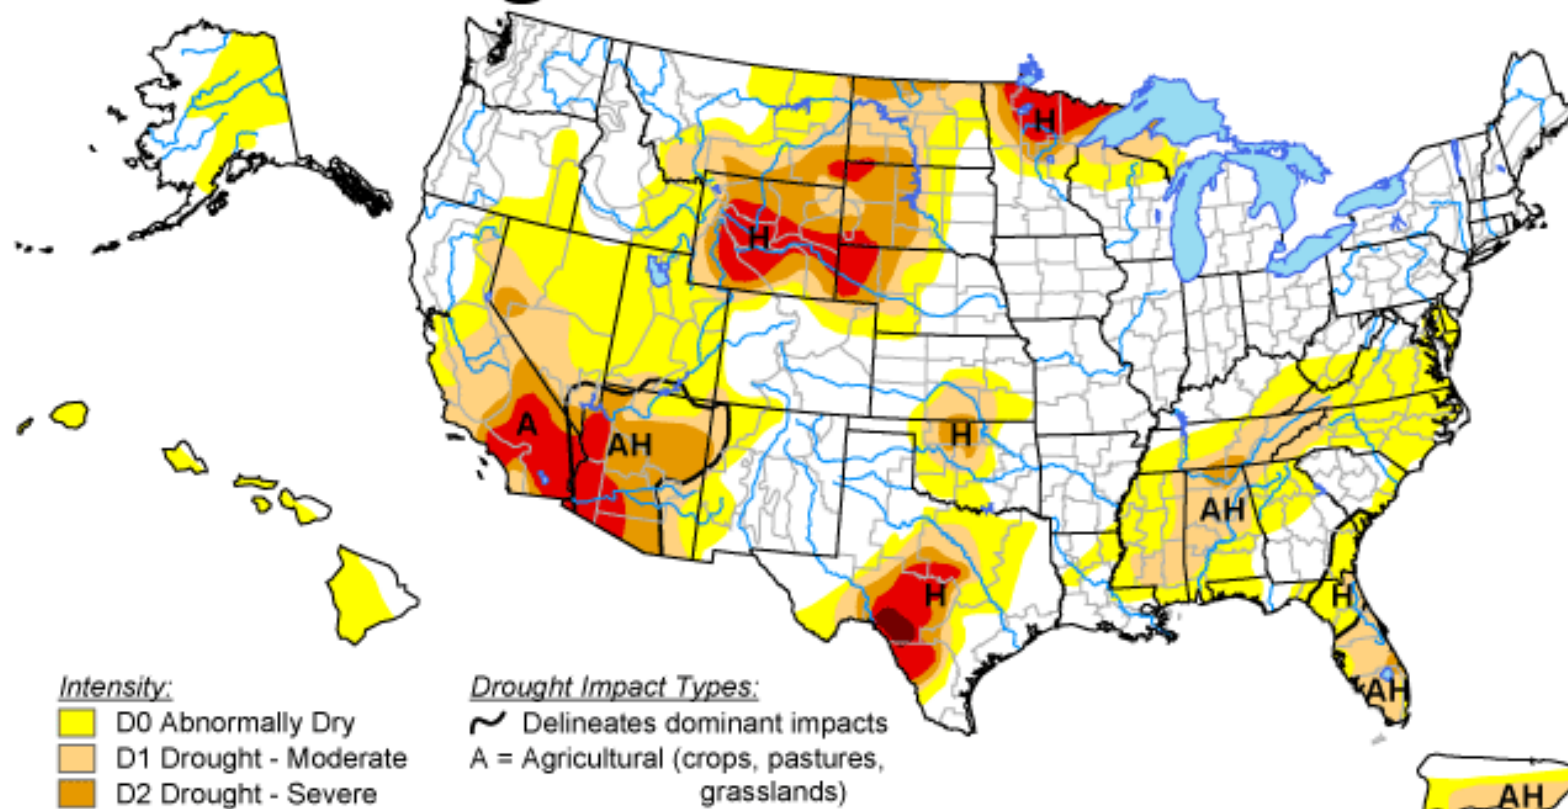 H
H
A
AH
H
AH
H
H
AH
Intensity:
D0 Abnormally Dry
D1 Drought - Moderate
D2 Drought - Severe
Drought Impact Types:
Delineates dominant impacts
A = Agricultural (crops, pastures,
grasslands)
AH